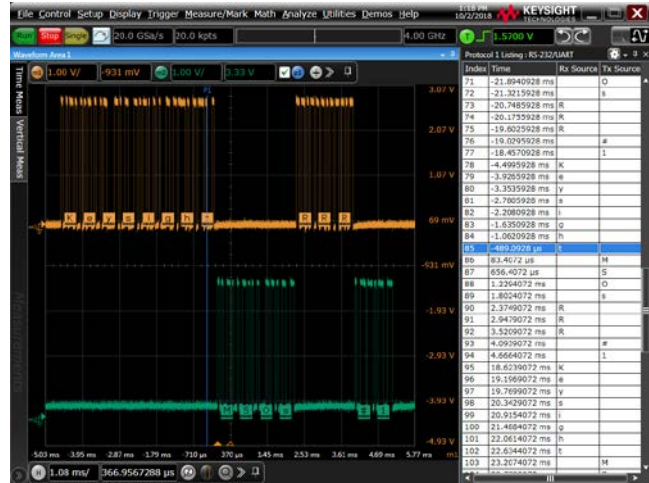 File Control Setup Display Trigger Measure/Mark Math Analyze Utilities Demos Help
1:18 PM
10/2/2018
KEYSIGHT
TECHNOLOGIES
Run Stop Single 20.0 GSa/s 20.0 kpts 4.00 GHz T 1.5700 V
Waveform Area 1
Protocol 1 Listing : RS-232/UART
1.00 V/ -931 mV 1.00 V/ 3.33 V
Time Meas
Vertical Meas
Measurements
3.07 V
2.07 V
1.07 V
69 mV
-931 mV
-1.93 V
-2.93 V
-3.93 V
-4.93 V
K e y s i g h R R R
M S O s # 1
-3.95 ms -2.87 ms -1.79 ms -710 µs 370 µs 1.45 ms 2.53 ms 3.61 ms 4.69 ms 5.77 ms
H 1.08 ms/ 366.9567288 µs
Index Time Rx Source Tx Source
71 -21.8940928 ms O
72 -21.3215928 ms s
73 -20.7485928 ms R
74 -20.1755928 ms R
75 -19.6025928 ms R
76 -19.0295928 ms #
77 -18.4570928 ms 1
78 -4.4995928 ms K
79 -3.9265928 ms e
80 -3.3535928 ms y
81 -2.7805928 ms s
82 -2.2080928 ms i
83 -1.6350928 ms g
84 -1.0620928 ms h
85 -489.0928 µs t
86 83.4072 µs M
87 656.4072 µs S
88 1.2294072 ms O
89 1.8024072 ms s
90 2.3749072 ms R
91 2.9479072 ms R
92 3.5209072 ms R
93 4.0939072 ms #
94 4.6664072 ms 1
95 18.6239072 ms K
96 19.1969072 ms e
97 19.7699072 ms y
98 20.3429072 ms s
99 20.9154072 ms i
100 21.4884072 ms g
101 22.0614072 ms h
102 22.6344072 ms t
103 23.2074072 ms M